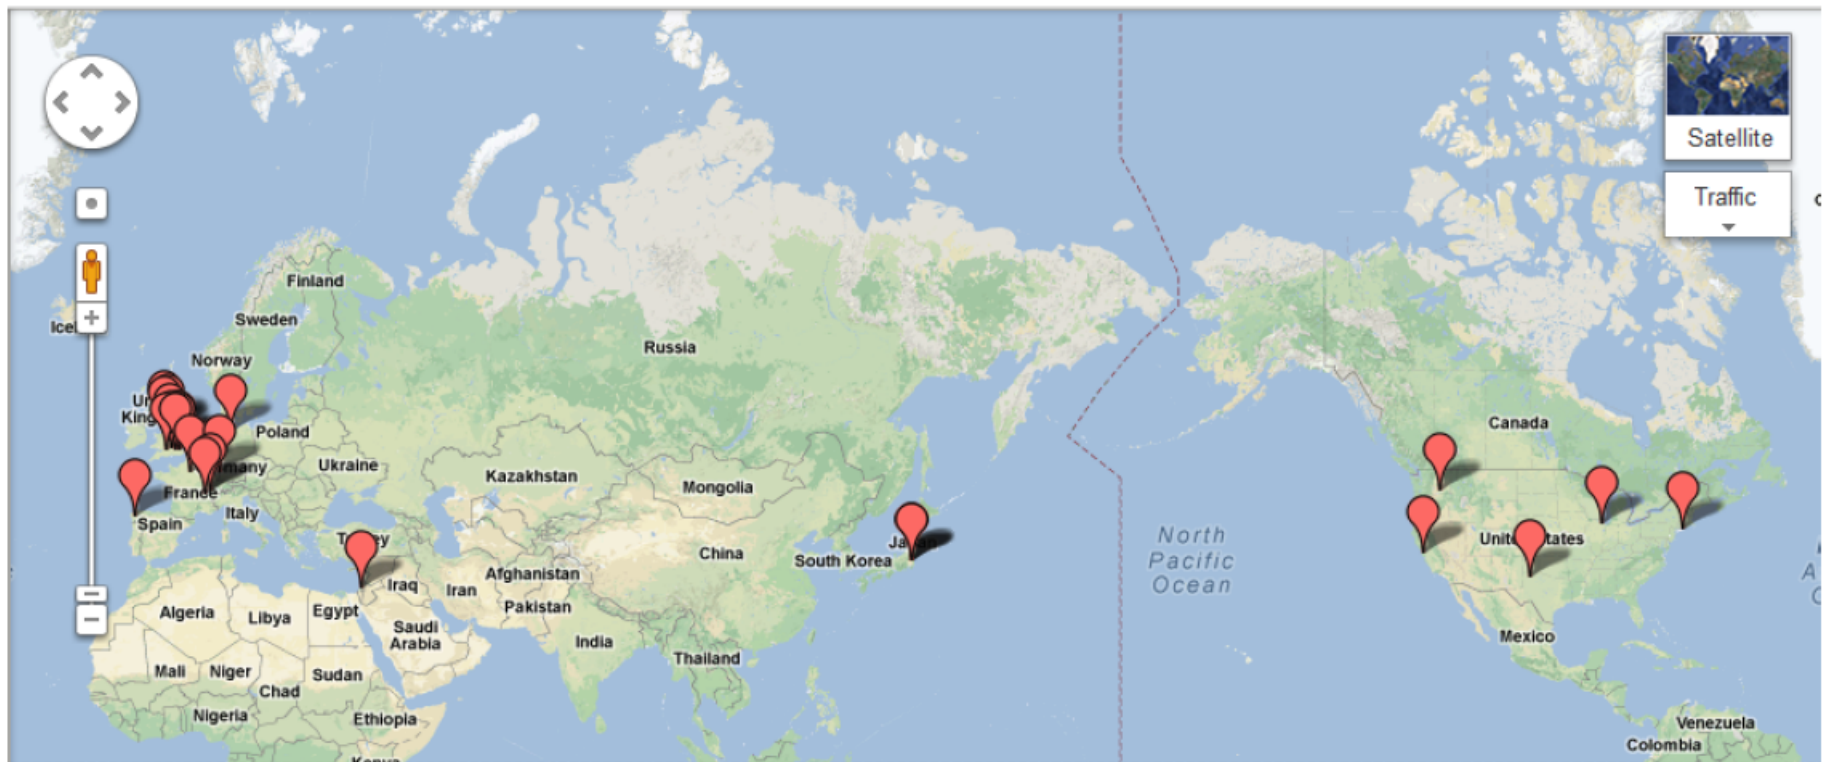 Satellite
Traffic
Finland
Ice
Sweden
Russia
Norway
Canada
Poland
Ukraine
Kazakhstan
Mongolia
France
Italy
Spain
North
Pacific
Ocean
China
South Korea
Afghanistan
Iraq
Iran
Pakistan
Algeria
Libya
Egypt
Saudi
Arabia
India
Mexico
Thailand
Mali
Niger
Sudan
Chad
Nigeria
Ethiopia
Venezuela
Colombia